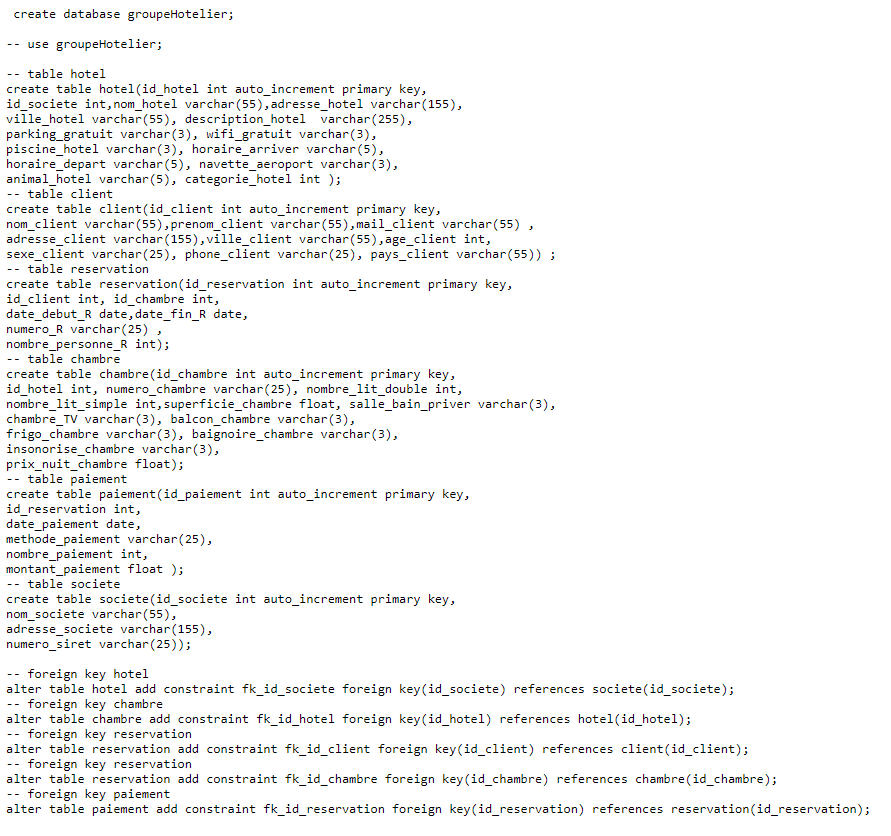 create database groupeHotelier;
-- use groupeHotelier;
-- table hotel
create table hotel(id_hotel int auto_increment primary key,
id_societe int,nom_hotel varchar(55),adresse_hotel varchar(155),
ville_hotel varchar(55), description_hotel  varchar(255),
parking_gratuit varchar(3), wifi_gratuit varchar(3),
piscine_hotel varchar(3), horaire_arriver varchar(5),
horaire_depart varchar(5), navette_aeroport varchar(3),
animal_hotel varchar(5), categorie_hotel int );
-- table client
create table client(id_client int auto_increment primary key,
nom_client varchar(55),prenom_client varchar(55),mail_client varchar(55) ,
adresse_client varchar(155),ville_client varchar(55),age_client int,
sexe_client varchar(25), phone_client varchar(25), pays_client varchar(55)) ;
-- table reservation
create table reservation(id_reservation int auto_increment primary key,
id_client int, id_chambre int,
date_debut_R date,date_fin_R date,
numero_R varchar(25) ,
nombre_personne_R int);
-- table chambre
create table chambre(id_chambre int auto_increment primary key,
id_hotel int, numero_chambre varchar(25), nombre_lit_double int,
nombre_lit_simple int,superficie_chambre float, salle_bain_priver varchar(3),
chambre_TV varchar(3), balcon_chambre varchar(3),
frigo_chambre varchar(3), baignoire_chambre varchar(3),
insonorise_chambre varchar(3),
prix_nuit_chambre float);
-- table paiement
create table paiement(id_paiement int auto_increment primary key,
id_reservation int,
date_paiement date,
methode_paiement varchar(25),
nombre_paiement int,
montant_paiement float );
-- table societe
create table societe(id_societe int auto_increment primary key,
nom_societe varchar(55),
adresse_societe varchar(155),
numero_siret varchar(25));
-- foreign key hotel
alter table hotel add constraint fk_id_societe foreign key(id_societe) references societe(id_societe);
-- foreign key chambre
alter table chambre add constraint fk_id_hotel foreign key(id_hotel) references hotel(id_hotel);
-- foreign key reservation
alter table reservation add constraint fk_id_client foreign key(id_client) references client(id_client);
-- foreign key reservation
alter table reservation add constraint fk_id_chambre foreign key(id_chambre) references chambre(id_chambre);
-- foreign key paiement
alter table paiement add constraint fk_id_reservation foreign key(id_reservation) references reservation(id_reservation);